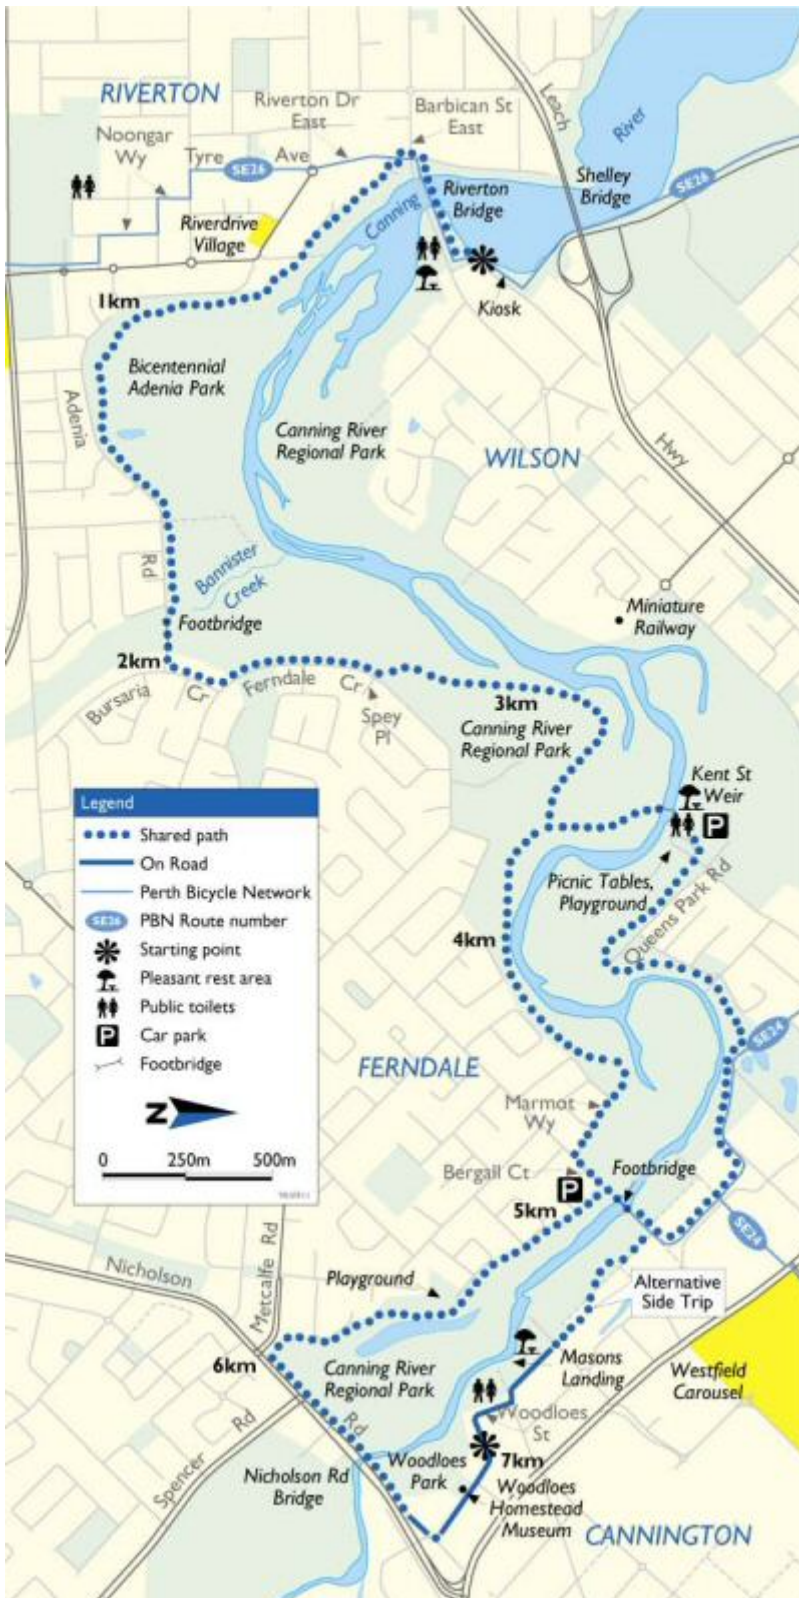 RIVERTON
Riverton Dr
East
Barbican St
East
Leach
River
Noongar
Wy
Tyre
SE26
Ave
Riverton
Bridge
Shelley
Bridge
SE26
Riverdrive
Village
Canning
Kiosk
1km
Bicentennial
Adenia Park
Adenia
Canning River
Regional Park
WILSON
Hwy
Rd
Bannister
Creek
Footbridge
Miniature
Railway
2km
Bursaria
Cr
Ferndale
Cr
Spey
Pl
3km
Canning River
Regional Park
Kent St
Weir
P
Legend
Shared path
On Road
Perth Bicycle Network
SE26
PBN Route number
Starting point
Pleasant rest area
Public toilets
P
Car park
Footbridge
N
0
250m
500m
Picnic Tables,
Playground
Queens Park Rd
4km
SE24
FERNDALE
Marmot
Wy
Bergall Ct
P
Footbridge
5km
SE24
Nicholson
Metcalfe Rd
Playground
Alternative
Side Trip
6km
Canning River
Regional Park
Masons
Landing
Westfield
Carousel
Rd
Spencer
Rd
Woodloes
St
Nicholson Rd
Bridge
Woodloes
Park
7km
Woodloes
Homestead
Museum
CANNINGTON